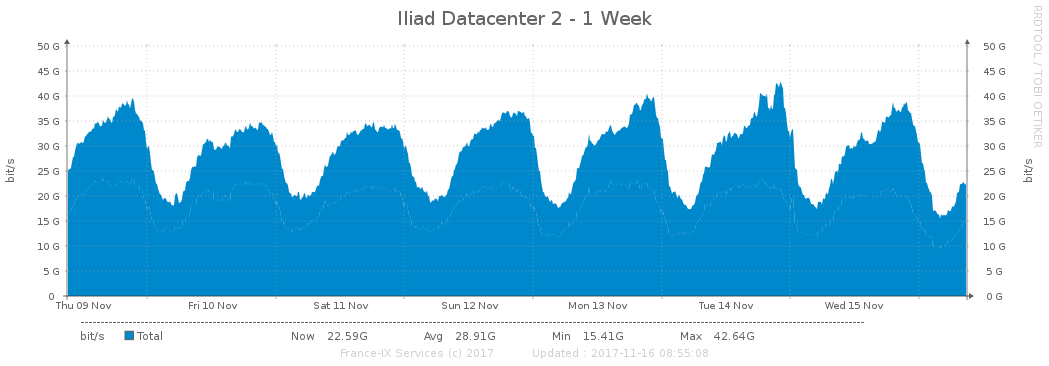 Iliad Datacenter 2 - 1 Week
RRDTOOL / TOBI OETIKER
bit/s
bit/s
50 G 50 G
45 G 45 G
40 G 40 G
35 G 35 G
30 G 30 G
25 G 25 G
20 G 20 G
15 G 15 G
10 G 10 G
5 G 5 G
0 0 G
Thu 09 Nov Fri 10 Nov Sat 11 Nov Sun 12 Nov Mon 13 Nov Tue 14 Nov Wed 15 Nov
bit/s Total Now 22.59G Avg 28.91G Min 15.41G Max 42.64G
France-IX Services (c) 2017 Updated : 2017-11-16 08:55:08